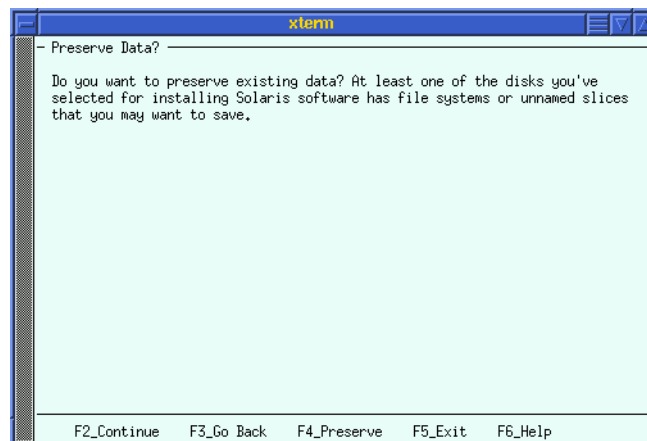 xterm
Preserve Data?
Do you want to preserve existing data? At least one of the disks you've
selected for installing Solaris software has file systems or unnamed slices
that you may want to save.
F2_Continue F3_Go Back F4_Preserve F5_Exit F6_Help